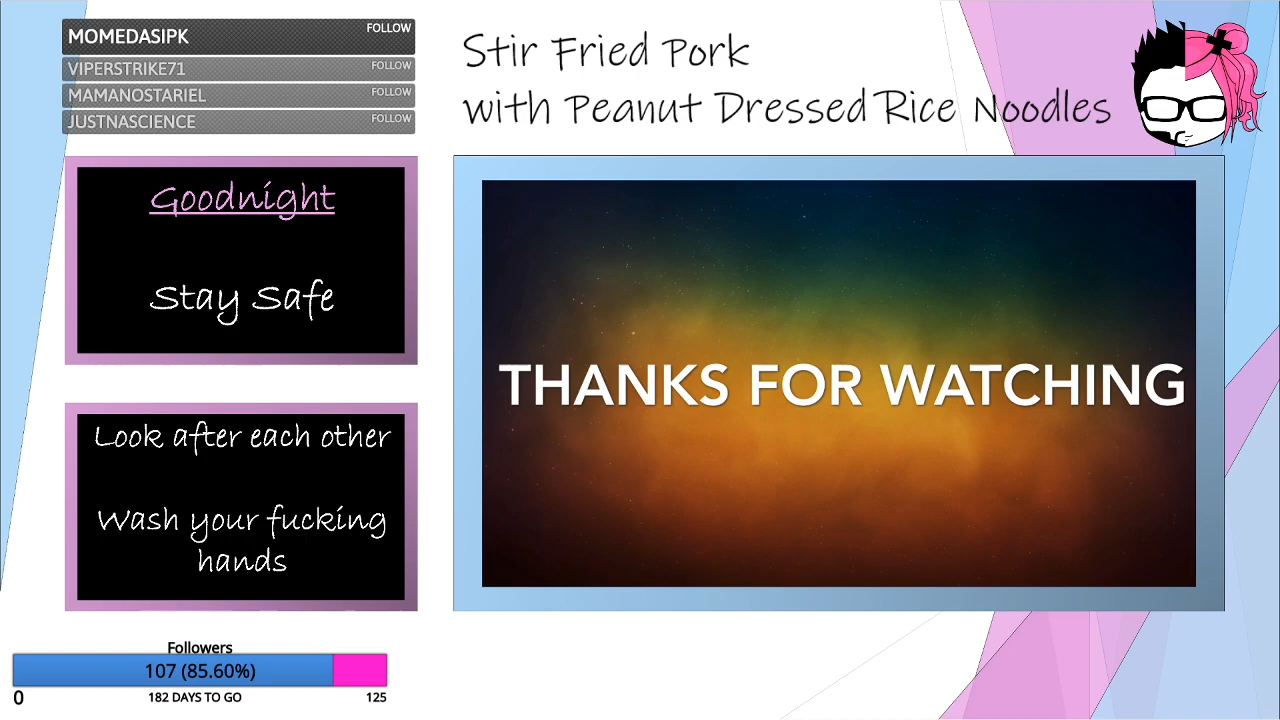 MOMEDASIPK FOLLOW
VIPERSTRIKE71 FOLLOW
MAMANOSTARIEL FOLLOW
JUSTNASCIENCE FOLLOW
Stir Fried Pork
with Peanut Dressed Rice Noodles
Goodnight
Stay Safe
Look after each other
Wash your fucking
hands
THANKS FOR WATCHING
Followers
107 (85.60%)
0 182 DAYS TO GO 125